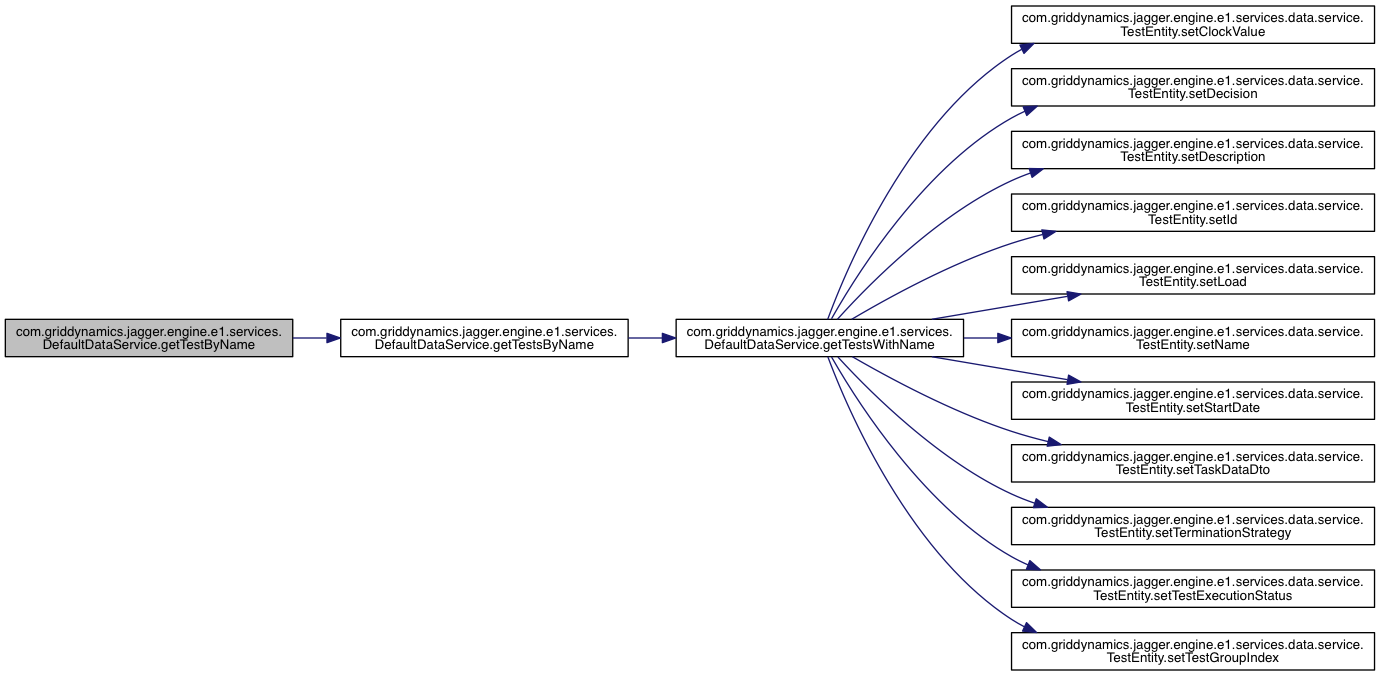 com.griddynamics.jagger.engine.e1.services.
DefaultDataService.getTestByName
com.griddynamics.jagger.engine.e1.services.
DefaultDataService.getTestsByName
com.griddynamics.jagger.engine.e1.services.
DefaultDataService.getTestsWithName
com.griddynamics.jagger.engine.e1.services.data.service.
TestEntity.setClockValue
com.griddynamics.jagger.engine.e1.services.data.service.
TestEntity.setDecision
com.griddynamics.jagger.engine.e1.services.data.service.
TestEntity.setDescription
com.griddynamics.jagger.engine.e1.services.data.service.
TestEntity.setId
com.griddynamics.jagger.engine.e1.services.data.service.
TestEntity.setLoad
com.griddynamics.jagger.engine.e1.services.data.service.
TestEntity.setName
com.griddynamics.jagger.engine.e1.services.data.service.
TestEntity.setStartDate
com.griddynamics.jagger.engine.e1.services.data.service.
TestEntity.setTaskDataDto
com.griddynamics.jagger.engine.e1.services.data.service.
TestEntity.setTerminationStrategy
com.griddynamics.jagger.engine.e1.services.data.service.
TestEntity.setTestExecutionStatus
com.griddynamics.jagger.engine.e1.services.data.service.
TestEntity.setTestGroupIndex